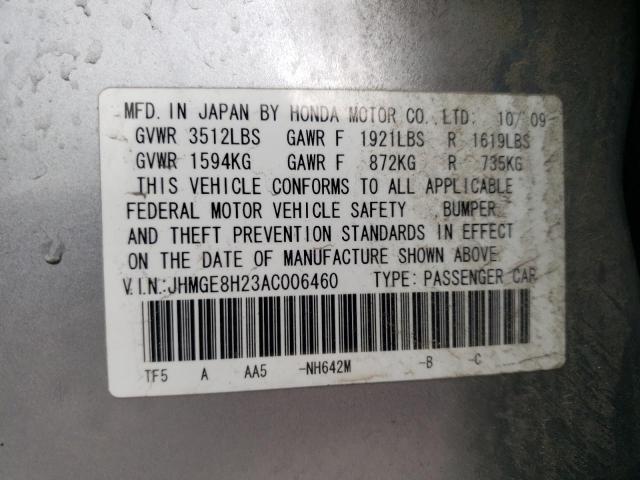 MFD. IN JAPAN BY HONDA MOTOR CO.,LTD: 10/09
GVWR 3512LBS GAWR F 1921LBS R 1619LBS
GVWR 1594KG GAWR F 872KG R 735KG
THIS VEHICLE CONFORMS TO ALL APPLICABLE
FEDERAL MOTOR VEHICLE SAFETY BUMPER
AND THEFT PREVENTION STANDARDS IN EFFECT
ON THE DATE OF MANUFACTURE SHOWN ABOVE.
V.I.N.:JHMGE8H23AC006460 TYPE: PASSENGER CAR
TF5 A AA5 -NH642M -B -C